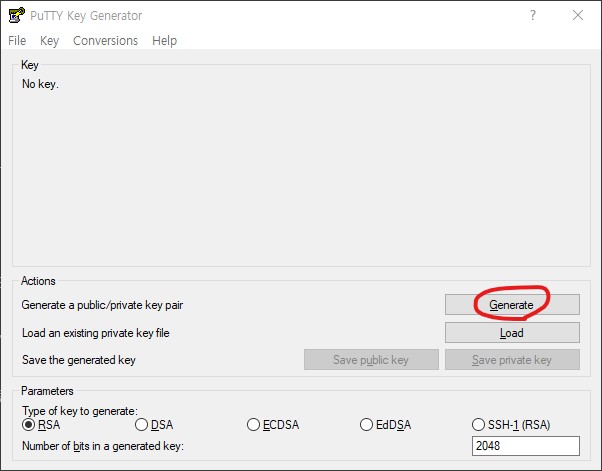 PuTTY Key Generator
File Key Conversions Help
Key
No key.
Actions
Generate a public/private key pair Generate
Load an existing private key file Load
Save the generated key Save public key Save private key
Parameters
Type of key to generate:
RSA DSA ECDSA EdDSA SSH-1 (RSA)
Number of bits in a generated key: 2048